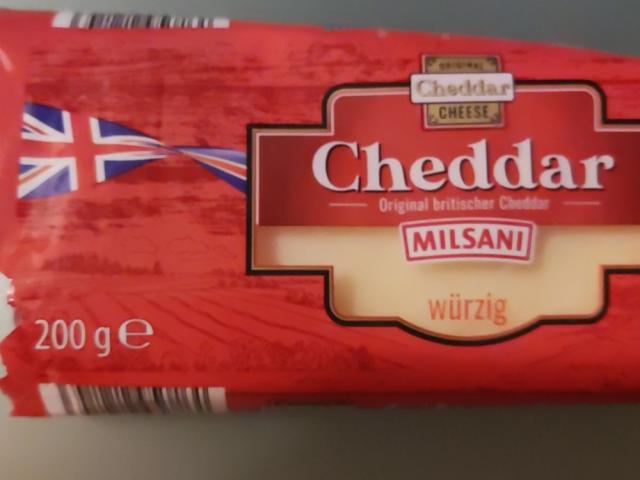 ORIGINAL
Cheddar
CHEESE
Cheddar
Original britischer Cheddar
MILSANI
würzig
200 g e